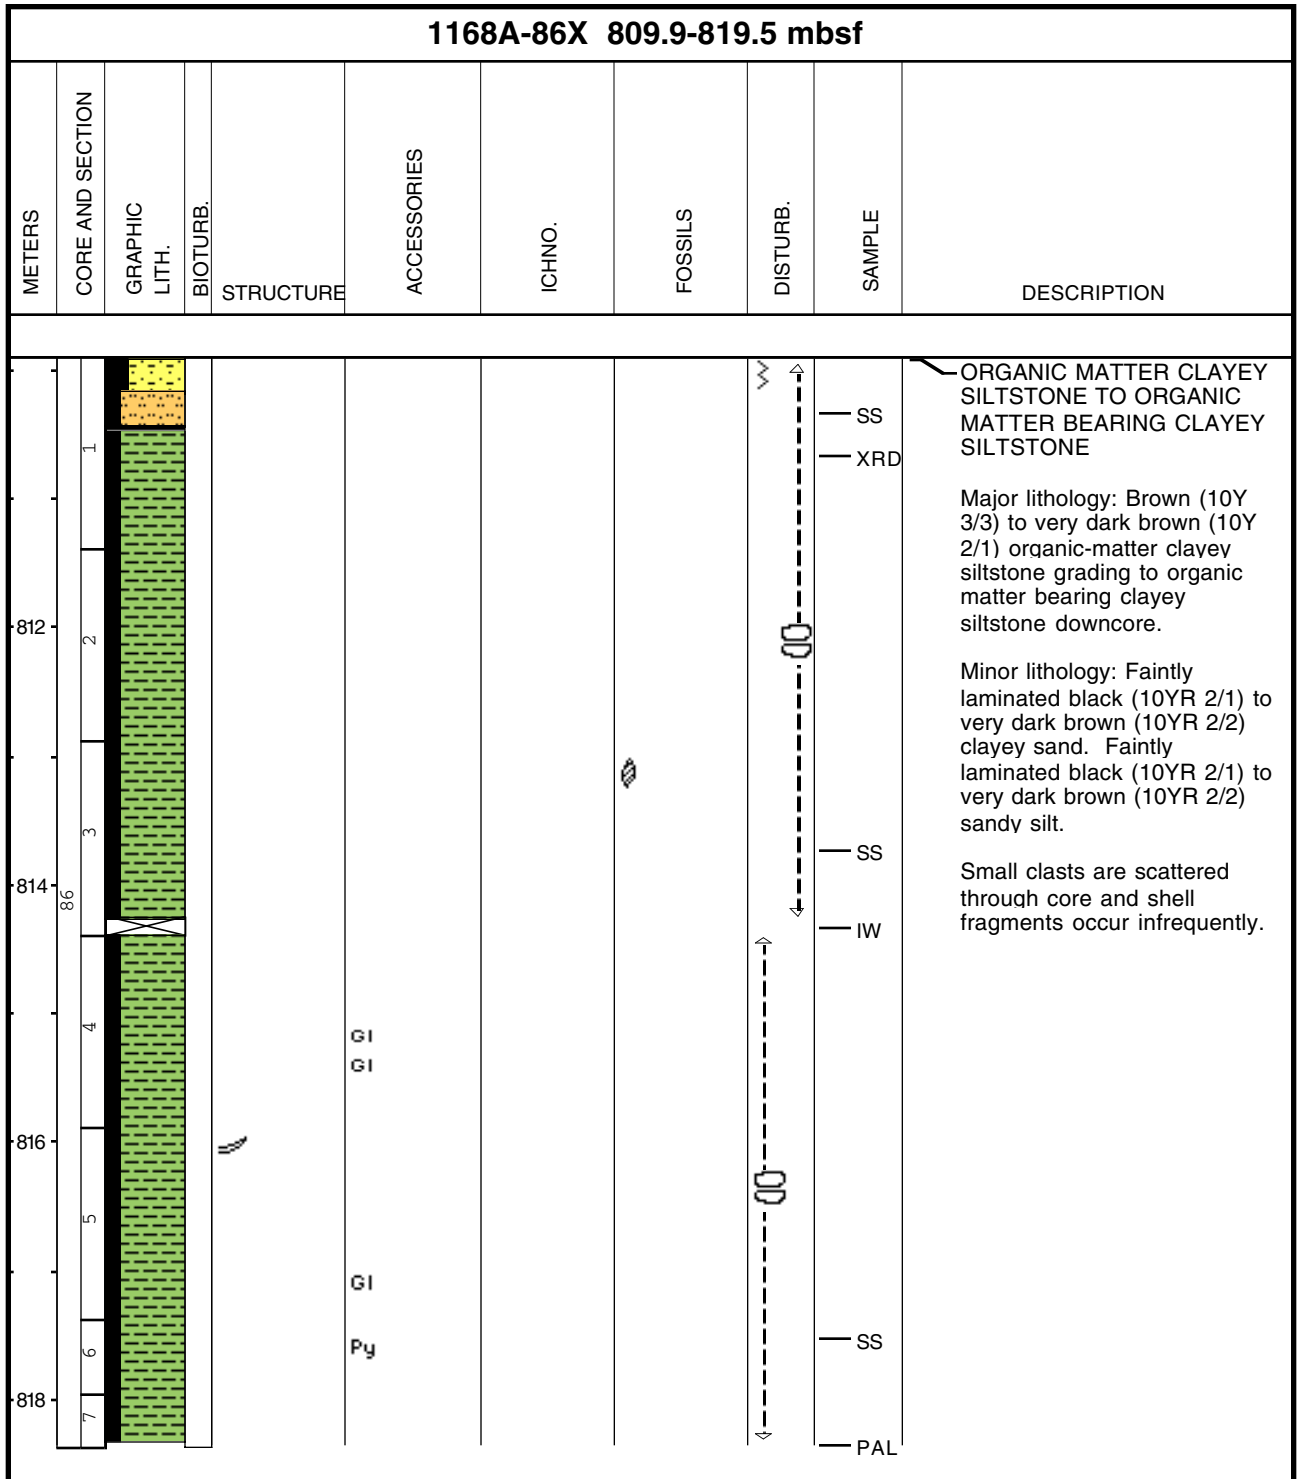 1168A-86X 809.9-819.5 mbsf
METERS
CORE AND SECTION
GRAPHIC
LITH.
BIOTURB.
STRUCTURE
ACCESSORIES
ICHNO.
FOSSILS
DISTURB.
SAMPLE
DESCRIPTION
812
814
816
818
86
1
2
3
4
5
6
7
GI
GI
GI
Py
SS
XRD
SS
IW
SS
PAL
ORGANIC MATTER CLAYEY
SILTSTONE TO ORGANIC
MATTER BEARING CLAYEY
SILTSTONE
Major lithology: Brown (10Y
3/3) to very dark brown (10Y
2/1) organic-matter clayey
siltstone grading to organic
matter bearing clayey
siltstone downcore.
Minor lithology: Faintly
laminated black (10YR 2/1) to
very dark brown (10YR 2/2)
clayey sand. Faintly
laminated black (10YR 2/1) to
very dark brown (10YR 2/2)
sandy silt.
Small clasts are scattered
through core and shell
fragments occur infrequently.